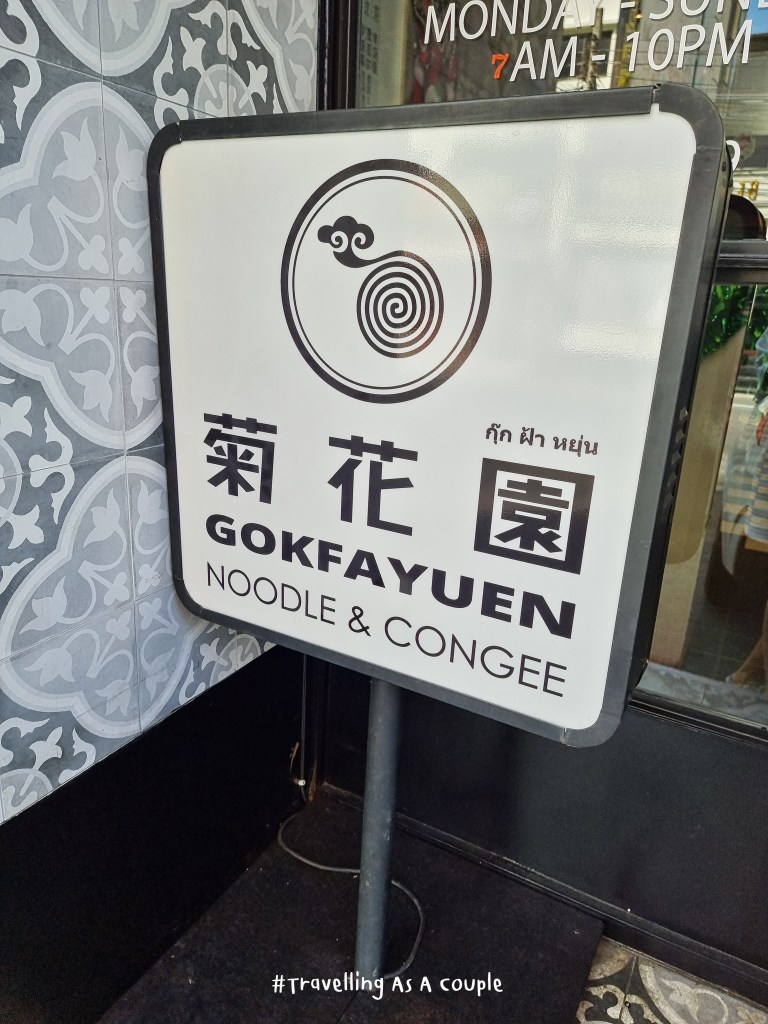 MONDAY - SUND
7AM - 10PM
กุ๊ก ฝ้า หยุ่น
菊花園
GOKFAYUEN
NOODLE & CONGEE
#Travelling As A Couple